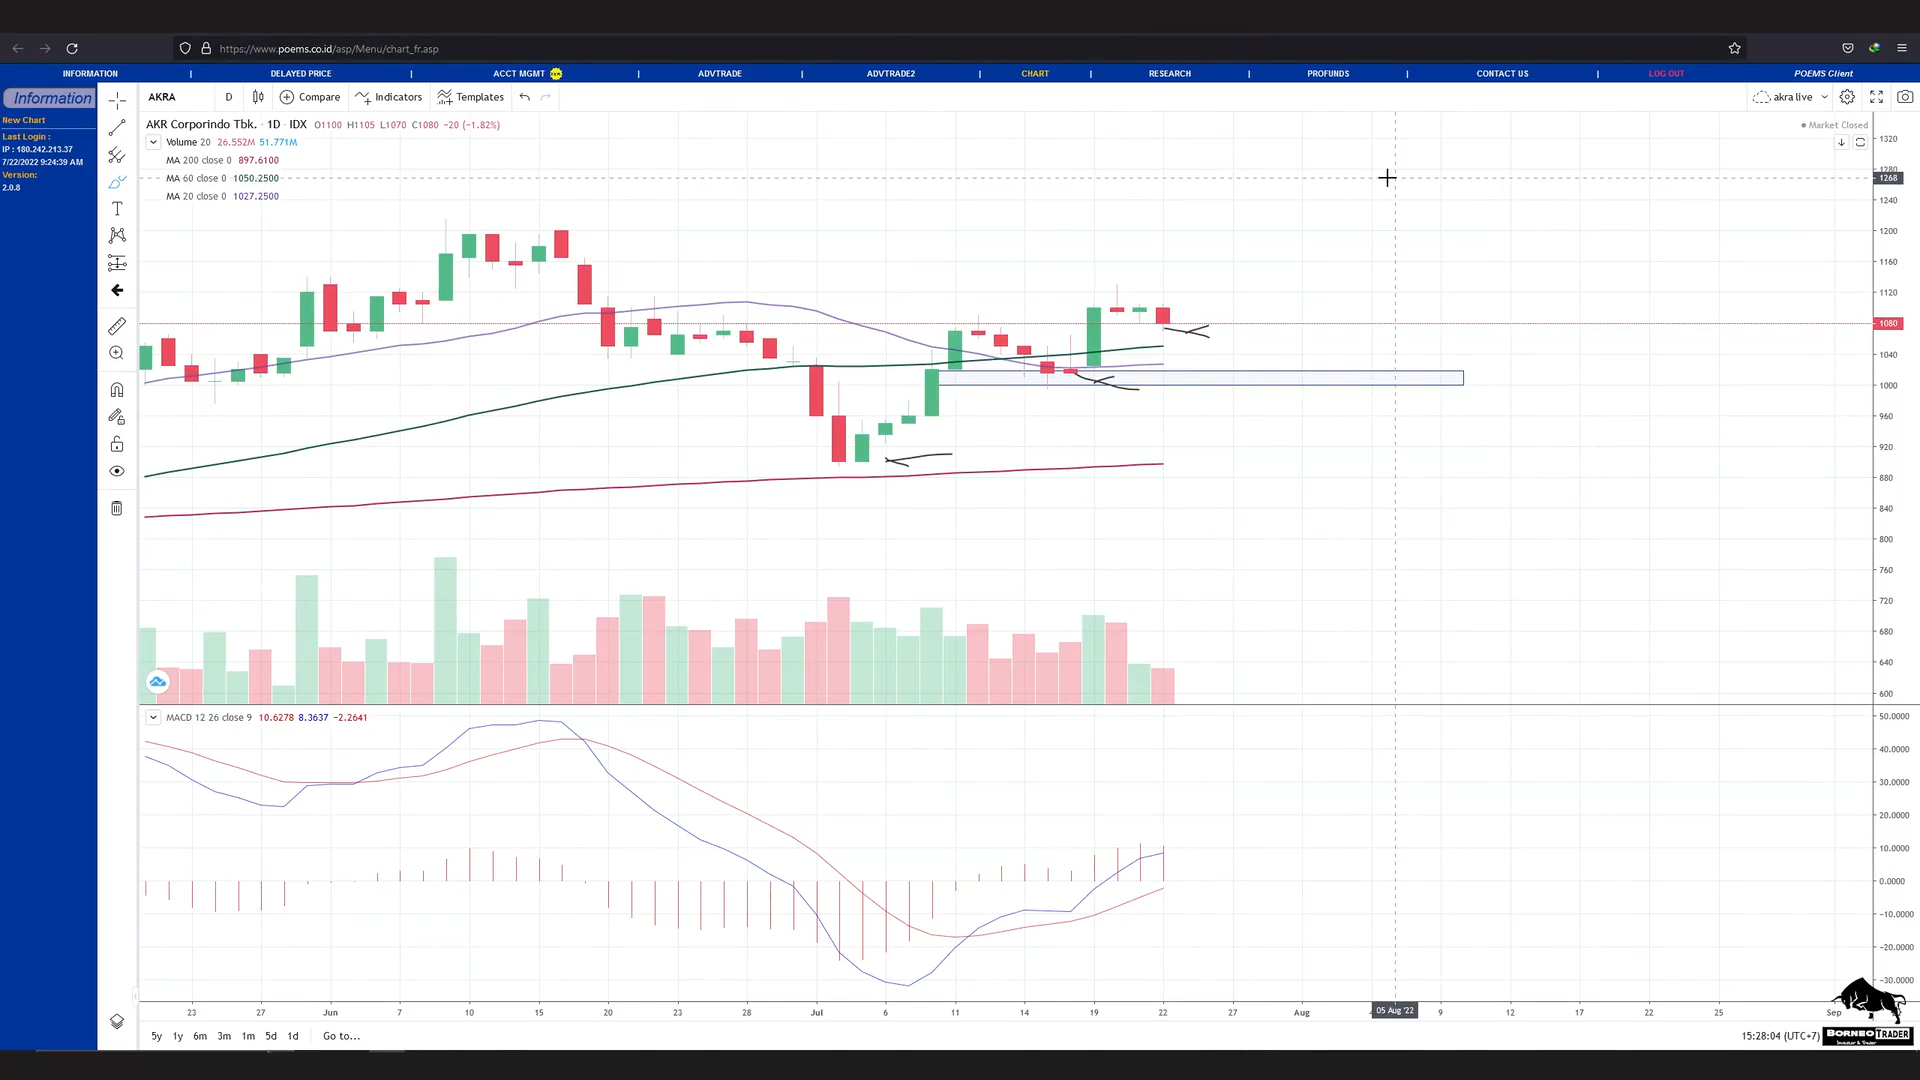 https://www.poems.co.id/asp/Menu/chart_fr.asp
INFORMATION | DELAYED PRICE | ACCT MGMT | ADVTRADE | ADVTRADE2 | CHART | RESEARCH | PROFUNDS | CONTACT US | LOG OUT POEMS Client
Information
New Chart
Last Login :
IP : 180.242.213.37
7/22/2022 9:24:39 AM
Version:
2.0.8
AKRA D Compare Indicators Templates akra live
AKR Corporindo Tbk. · 1D · IDX O1100 H1105 L1070 C1080 -20 (-1.82%)
Market Closed
Volume 20 26.552M 51.771M
MA 200 close 0 897.6100
MA 60 close 0 1050.2500
MA 20 close 0 1027.2500
1320
1280
1268
1240
1200
1160
1120
1080
1040
1000
960
920
880
840
800
760
720
680
640
600
MACD 12 26 close 9 10.6278 8.3637 -2.2641
50.0000
40.0000
30.0000
20.0000
10.0000
0.0000
-10.0000
-20.0000
-30.0000
23 27 Jun 7 10 15 20 23 28 Jul 6 11 14 19 22 27 Aug 05 Aug '22 9 12 17 22 25 Sep
5y 1y 6m 3m 1m 5d 1d Go to...
15:28:04 (UTC+7)
BORNEO TRADER
Investor & Trader